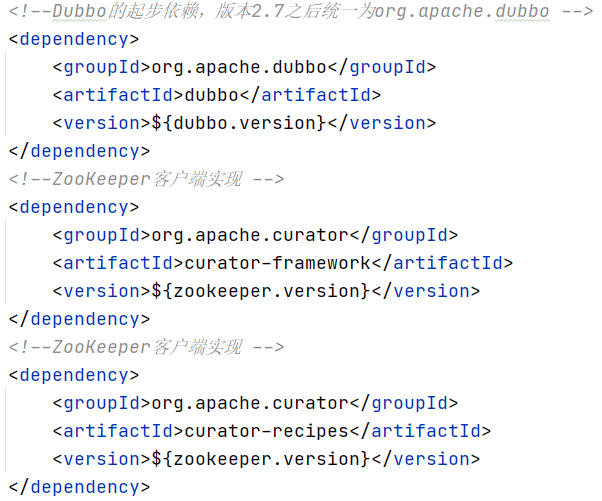 <!--Dubbo的起步依赖，版本2.7之后统一为org.apache.dubbo -->
<dependency>
    <groupId>org.apache.dubbo</groupId>
    <artifactId>dubbo</artifactId>
    <version>${dubbo.version}</version>
</dependency>
<!--ZooKeeper客户端实现 -->
<dependency>
    <groupId>org.apache.curator</groupId>
    <artifactId>curator-framework</artifactId>
    <version>${zookeeper.version}</version>
</dependency>
<!--ZooKeeper客户端实现 -->
<dependency>
    <groupId>org.apache.curator</groupId>
    <artifactId>curator-recipes</artifactId>
    <version>${zookeeper.version}</version>
</dependency>